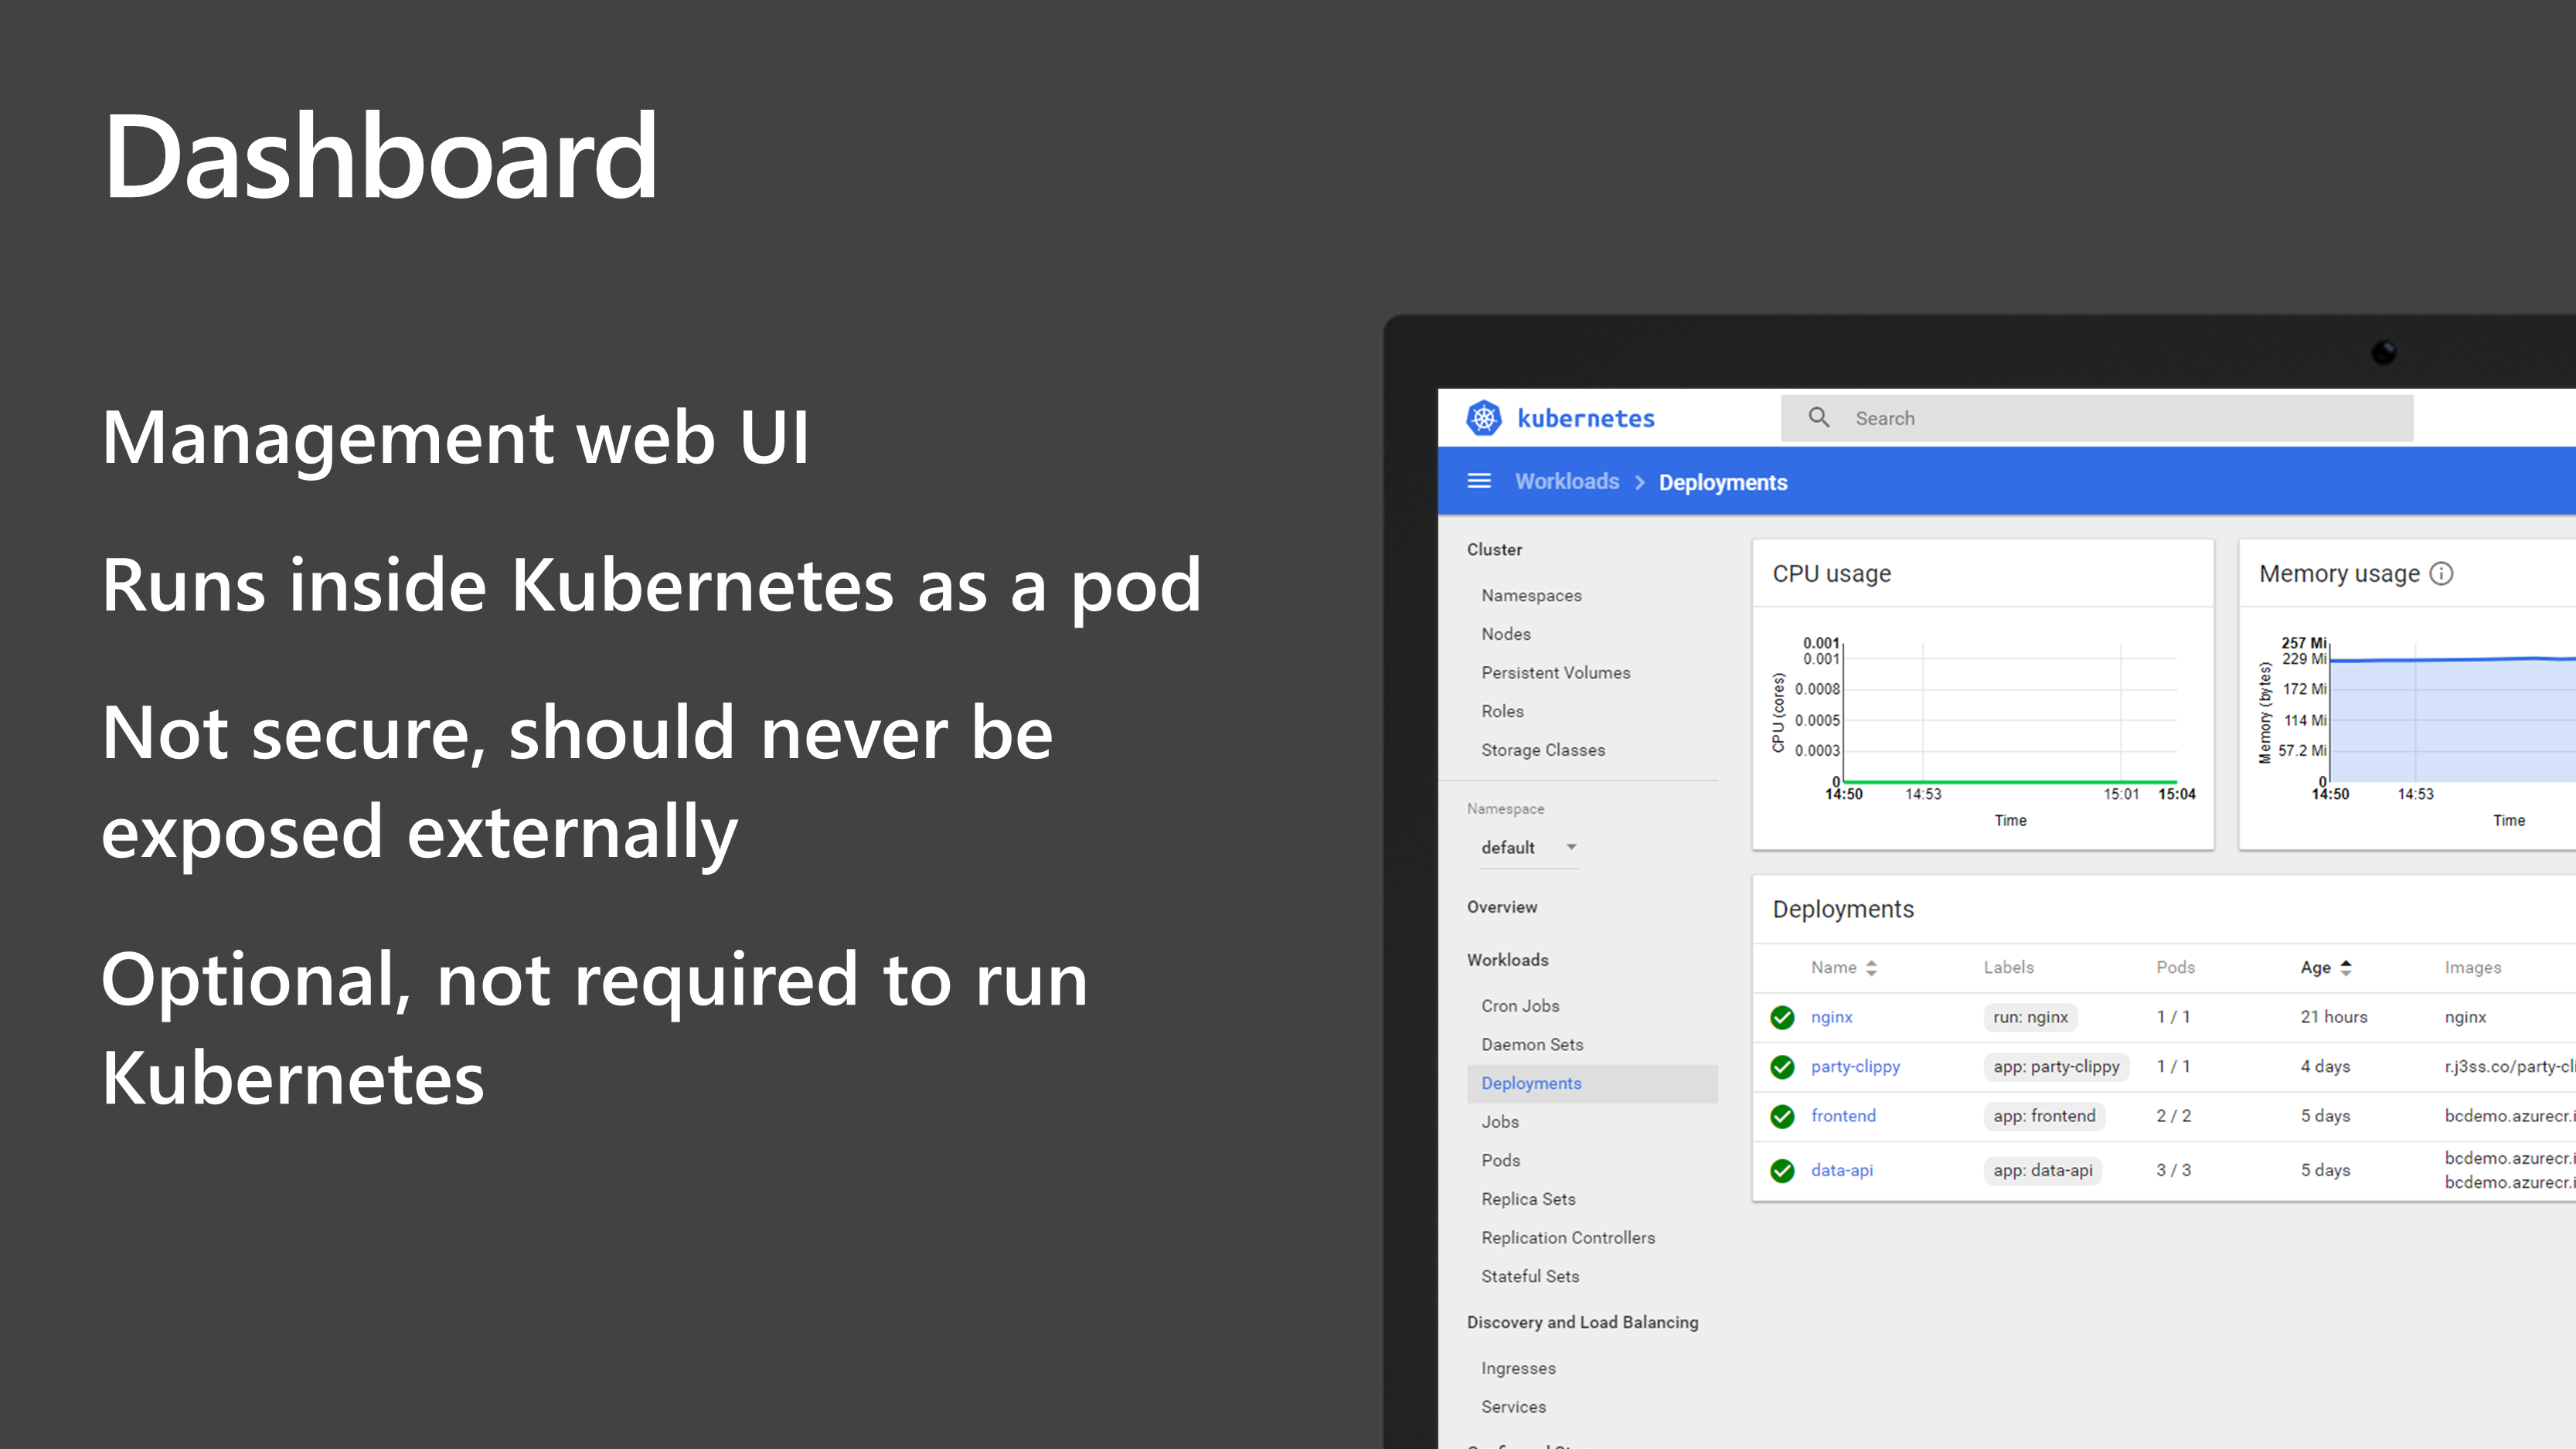 Dashboard
Management web UI
Runs inside Kubernetes as a pod
Not secure, should never be
exposed externally
Optional, not required to run
Kubernetes
kubernetes
Search
Workloads > Deployments
Cluster
Namespaces
Nodes
Persistent Volumes
Roles
Storage Classes
Namespace
default
Overview
Workloads
Cron Jobs
Daemon Sets
Deployments
Jobs
Pods
Replica Sets
Replication Controllers
Stateful Sets
Discovery and Load Balancing
Ingresses
Services
CPU usage
CPU (cores)
0.001
0.001
0.0008
0.0005
0.0003
0
14:50 14:53 15:01 15:04
Time
Memory usage
Memory (bytes)
257 Mi
229 Mi
172 Mi
114 Mi
57.2 Mi
0
14:50 14:53
Time
Deployments
Name Labels Pods Age Images
nginx run: nginx 1 / 1 21 hours nginx
party-clippy app: party-clippy 1 / 1 4 days r.j3ss.co/party-cl
frontend app: frontend 2 / 2 5 days bcdemo.azurecr.i
data-api app: data-api 3 / 3 5 days bcdemo.azurecr.i
bcdemo.azurecr.i